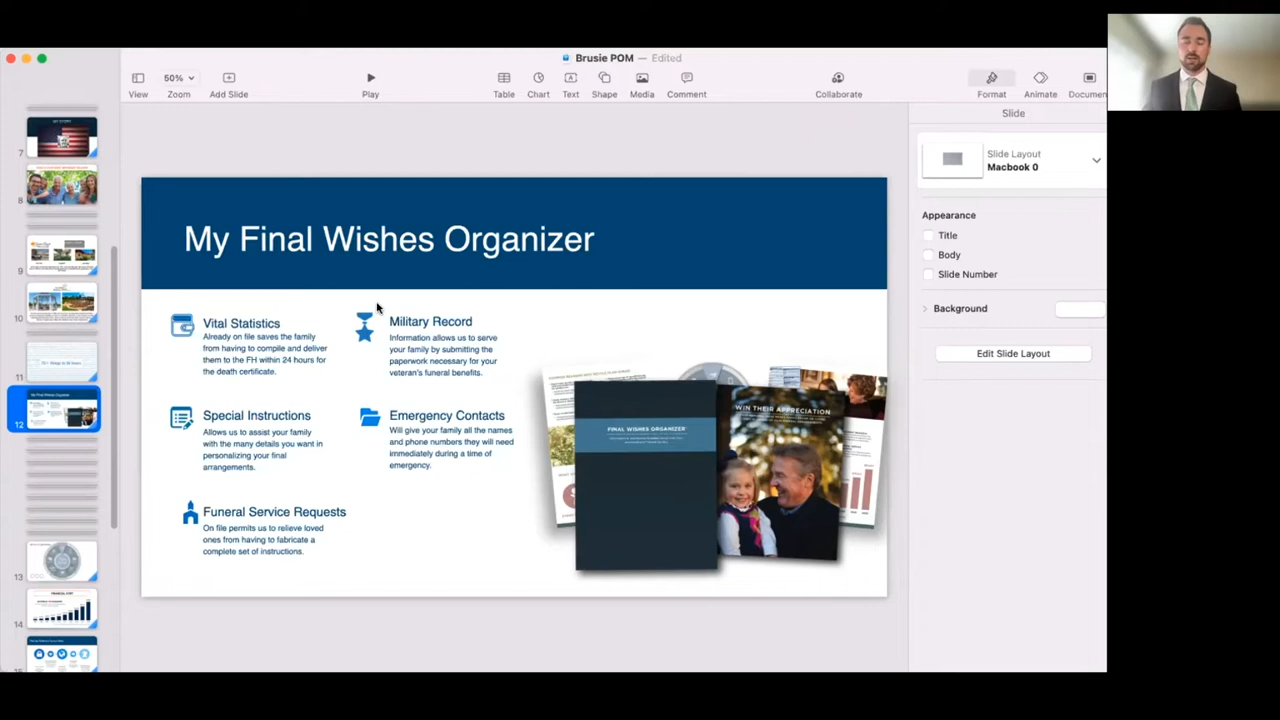 Brusie POM — Edited
50%
View
Zoom
Add Slide
Play
Table
Chart
Text
Shape
Media
Comment
Collaborate
Format
Animate
Documen
Slide
Slide Layout
Macbook 0
Appearance
Title
Body
Slide Number
Background
Edit Slide Layout
7
8
9
10
11
12
13
14
My Final Wishes Organizer
Vital Statistics
Already on file saves the family
from having to compile and deliver
them to the FH within 24 hours for
the death certificate.
Military Record
Information allows us to serve
your family by submitting the
paperwork necessary for your
veteran's funeral benefits.
Special Instructions
Allows us to assist your family
with the many details you want in
personalizing your final
arrangements.
Emergency Contacts
Will give your family all the names
and phone numbers they will need
immediately during a time of
emergency.
Funeral Service Requests
On file permits us to relieve loved
ones from having to fabricate a
complete set of instructions.
FINAL WISHES ORGANIZER
WIN THEIR APPRECIATION